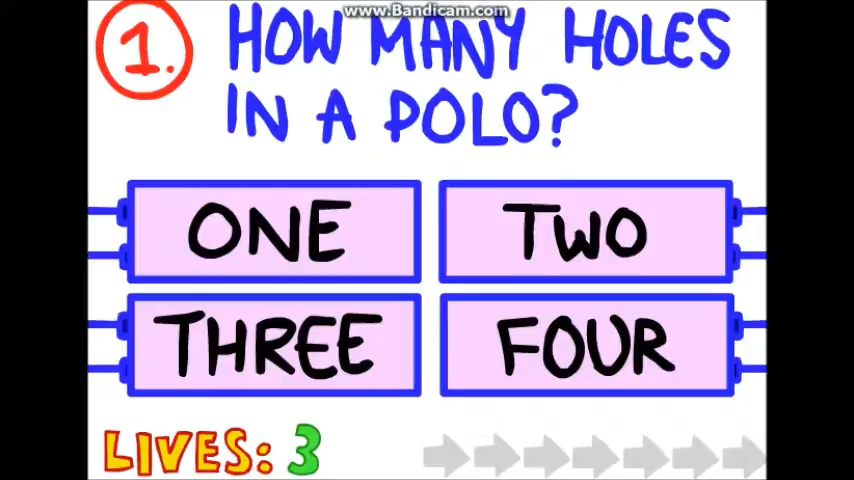 www.Bandicam.com
1. HOW MANY HOLES
IN A POLO?
ONE
TWO
THREE
FOUR
LIVES: 3